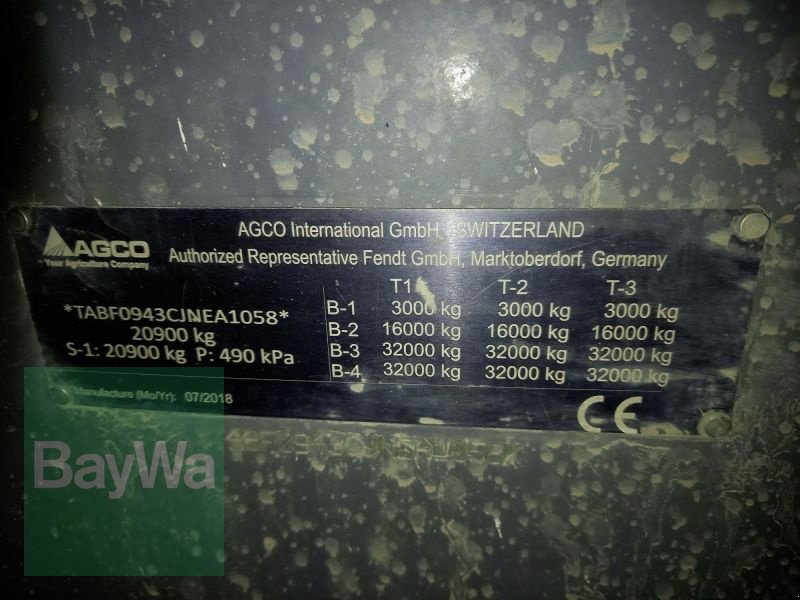 AGCO
Your Agriculture Company
AGCO International GmbH, SWITZERLAND
Authorized Representative Fendt GmbH, Marktoberdorf, Germany
*TABF0943CJNEA1058*
20900 kg
S-1: 20900 kg P: 490 kPa
T1 T-2 T-3
B-1 3000 kg 3000 kg 3000 kg
B-2 16000 kg 16000 kg 16000 kg
B-3 32000 kg 32000 kg 32000 kg
B-4 32000 kg 32000 kg 32000 kg
Manufacture (Mo/Yr): 07/2018
CE
BayWa